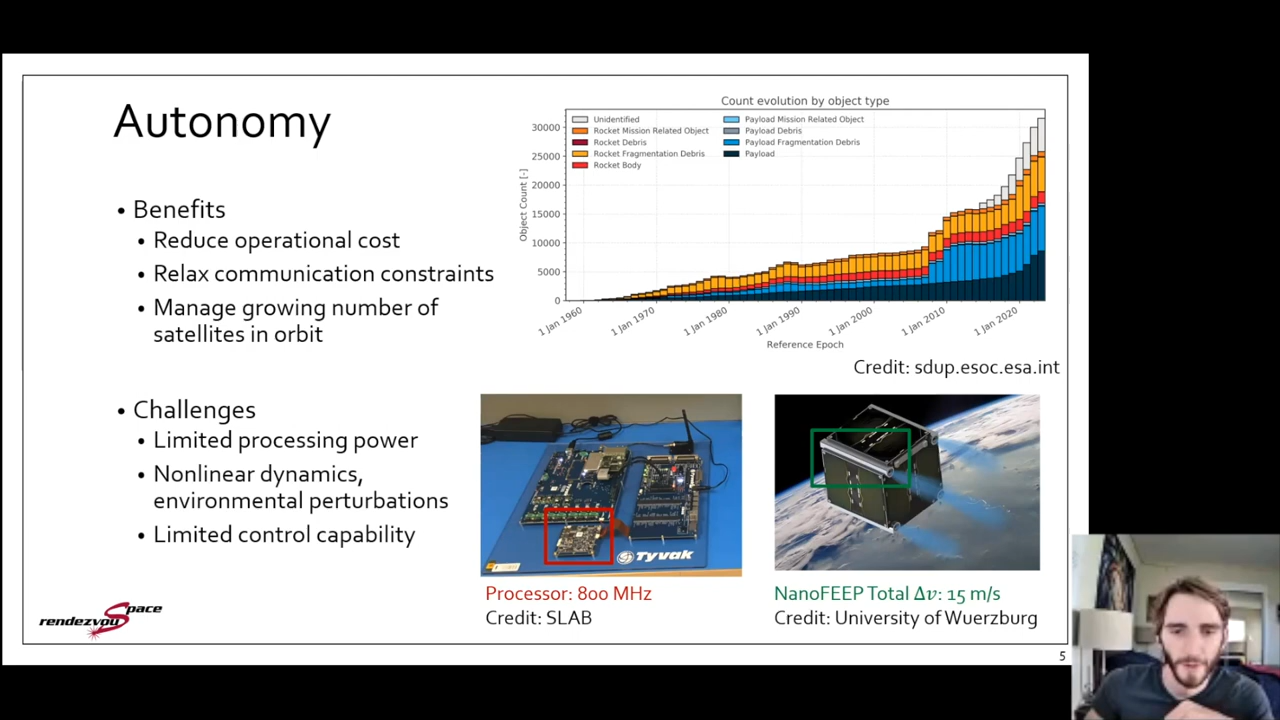 Autonomy
• Benefits
• Reduce operational cost
• Relax communication constraints
• Manage growing number of
satellites in orbit
• Challenges
• Limited processing power
• Nonlinear dynamics,
environmental perturbations
• Limited control capability
Count evolution by object type
Unidentified
Rocket Mission Related Object
Rocket Debris
Rocket Fragmentation Debris
Rocket Body
Payload Mission Related Object
Payload Debris
Payload Fragmentation Debris
Payload
Object Count [-]
30000
25000
20000
15000
10000
5000
0
1 Jan 1960
1 Jan 1970
1 Jan 1980
1 Jan 1990
1 Jan 2000
1 Jan 2010
1 Jan 2020
Reference Epoch
Credit: sdup.esoc.esa.int
Tyvak
Tyvak
Processor: 800 MHz
Credit: SLAB
NanoFEEP Total Δv: 15 m/s
Credit: University of Wuerzburg
rendezvouSpace
5